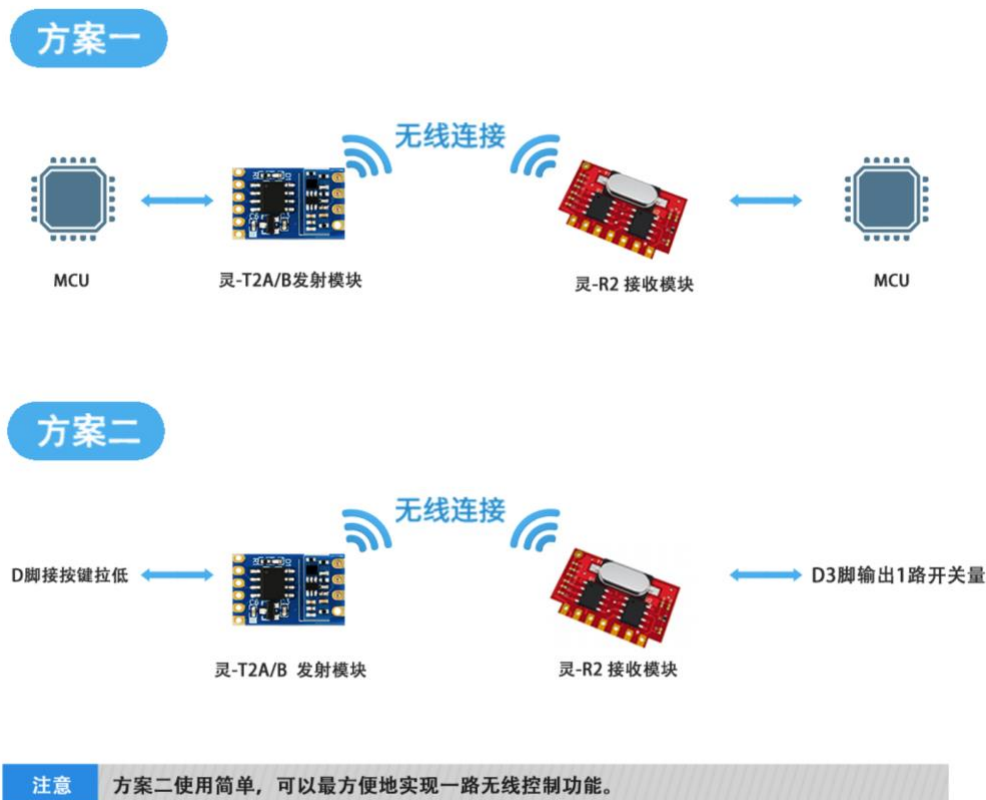 方案一
无线连接
MCU
灵-T2A/B发射模块
灵-R2 接收模块
MCU
方案二
无线连接
D脚接按键拉低
D3脚输出1路开关量
灵-T2A/B 发射模块
灵-R2 接收模块
注意
方案二使用简单，可以最方便地实现一路无线控制功能。